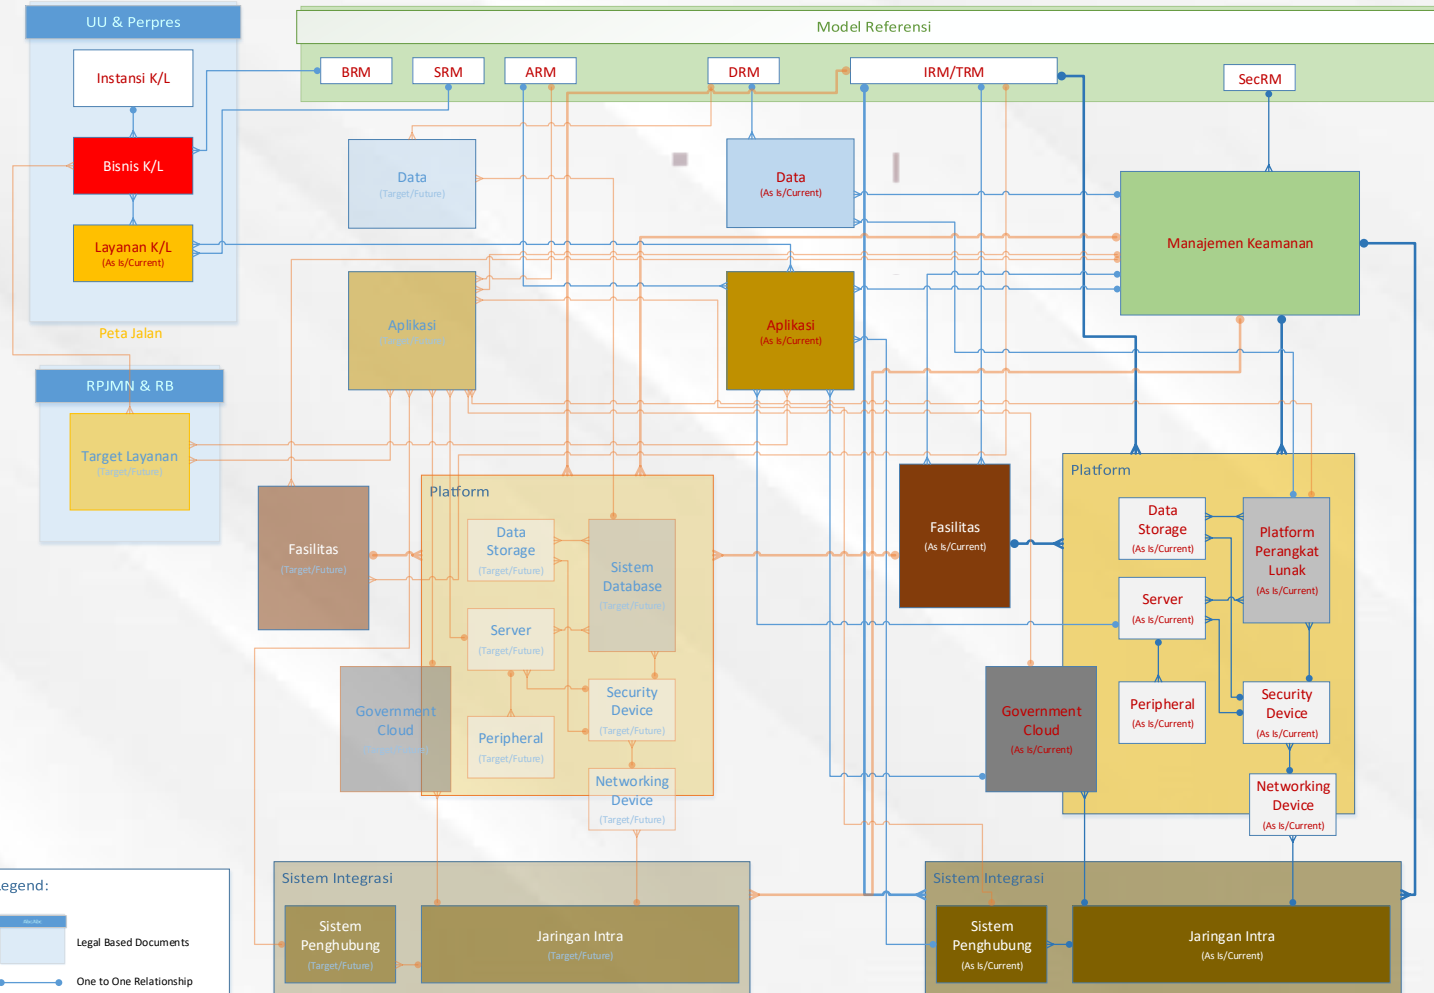 UU & Perpres
Model Referensi
Instansi K/L
BRM
SRM
ARM
DRM
IRM/TRM
SecRM
Bisnis K/L
Data
(Target/Future)
Data
(As Is/Current)
Layanan K/L
(As Is/Current)
Manajemen Keamanan
Peta Jalan
Aplikasi
Aplikasi
(As Is/Current)
RPJMN & RB
Target Layanan
(Target/Future)
Platform
Fasilitas
(Target/Future)
Data
Storage
(Target/Future)
Sistem
Database
(Target/Future)
Server
(Target/Future)
Security
Device
(Target/Future)
Peripheral
(Target/Future)
Networking
Device
(Target/Future)
Government
Cloud
Fasilitas
(As Is/Current)
Platform
Data
Storage
(As Is/Current)
Platform
Perangkat
Lunak
(As Is/Current)
Server
(As Is/Current)
Peripheral
(As Is/Current)
Security
Device
(As Is/Current)
Networking
Device
(As Is/Current)
Government
Cloud
(As Is/Current)
Sistem Integrasi
Sistem
Penghubung
(Target/Future)
Jaringan Intra
(Target/Future)
Sistem Integrasi
Sistem
Penghubung
(As Is/Current)
Jaringan Intra
(As Is/Current)
egend:
Legal Based Documents
One to One Relationship